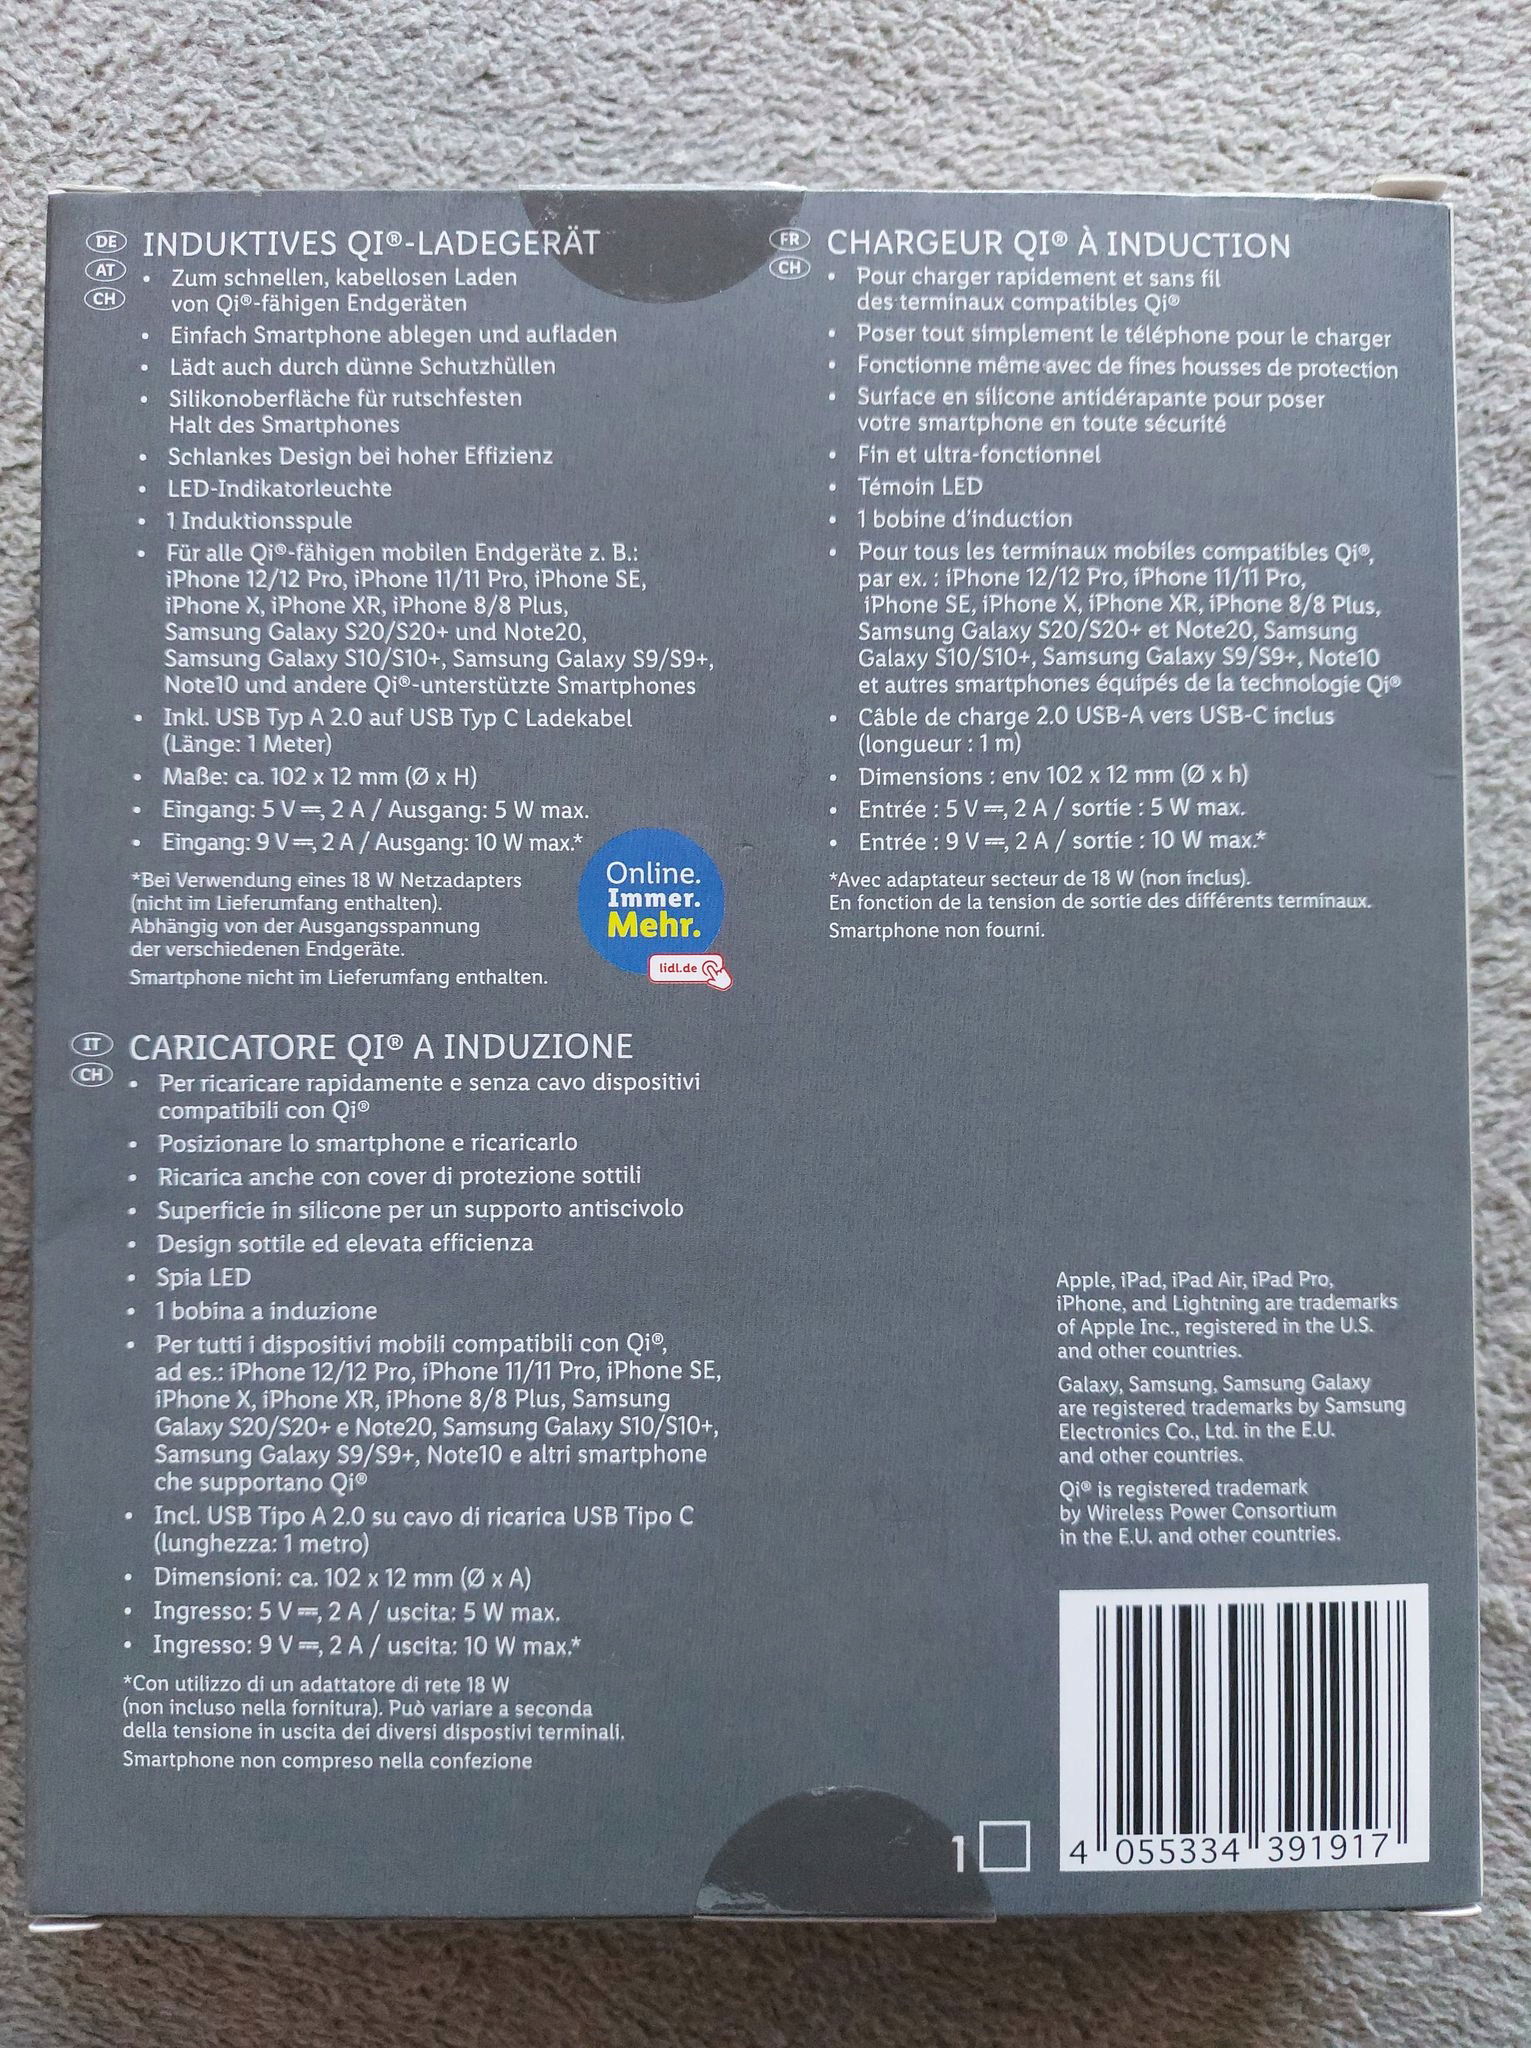 DE
AT
CH
INDUKTIVES QI®-LADEGERÄT
• Zum schnellen, kabellosen Laden
von Qi®-fähigen Endgeräten
• Einfach Smartphone ablegen und aufladen
• Lädt auch durch dünne Schutzhüllen
• Silikonoberfläche für rutschfesten
Halt des Smartphones
• Schlankes Design bei hoher Effizienz
• LED-Indikatorleuchte
• 1 Induktionsspule
• Für alle Qi®-fähigen mobilen Endgeräte z. B.:
iPhone 12/12 Pro, iPhone 11/11 Pro, iPhone SE,
iPhone X, iPhone XR, iPhone 8/8 Plus,
Samsung Galaxy S20/S20+ und Note20,
Samsung Galaxy S10/S10+, Samsung Galaxy S9/S9+,
Note10 und andere Qi®-unterstützte Smartphones
• Inkl. USB Typ A 2.0 auf USB Typ C Ladekabel
(Länge: 1 Meter)
• Maße: ca. 102 x 12 mm (Ø x H)
• Eingang: 5 V ⎓, 2 A / Ausgang: 5 W max.
• Eingang: 9 V ⎓, 2 A / Ausgang: 10 W max.*
*Bei Verwendung eines 18 W Netzadapters
(nicht im Lieferumfang enthalten).
Abhängig von der Ausgangsspannung
der verschiedenen Endgeräte.
Smartphone nicht im Lieferumfang enthalten.
Online.
Immer.
Mehr.
lidl.de
FR
CH
CHARGEUR QI® À INDUCTION
• Pour charger rapidement et sans fil
des terminaux compatibles Qi®
• Poser tout simplement le téléphone pour le charger
• Fonctionne même avec de fines housses de protection
• Surface en silicone antidérapante pour poser
votre smartphone en toute sécurité
• Fin et ultra-fonctionnel
• Témoin LED
• 1 bobine d'induction
• Pour tous les terminaux mobiles compatibles Qi®,
par ex. : iPhone 12/12 Pro, iPhone 11/11 Pro,
iPhone SE, iPhone X, iPhone XR, iPhone 8/8 Plus,
Samsung Galaxy S20/S20+ et Note20, Samsung
Galaxy S10/S10+, Samsung Galaxy S9/S9+, Note10
et autres smartphones équipés de la technologie Qi®
• Câble de charge 2.0 USB-A vers USB-C inclus
(longueur : 1 m)
• Dimensions : env 102 x 12 mm (Ø x h)
• Entrée : 5 V ⎓, 2 A / sortie : 5 W max.
• Entrée : 9 V ⎓, 2 A / sortie : 10 W max.*
*Avec adaptateur secteur de 18 W (non inclus).
En fonction de la tension de sortie des différents terminaux.
Smartphone non fourni.
IT
CH
CARICATORE QI® A INDUZIONE
• Per ricaricare rapidamente e senza cavo dispositivi
compatibili con Qi®
• Posizionare lo smartphone e ricaricarlo
• Ricarica anche con cover di protezione sottili
• Superficie in silicone per un supporto antiscivolo
• Design sottile ed elevata efficienza
• Spia LED
• 1 bobina a induzione
• Per tutti i dispositivi mobili compatibili con Qi®,
ad es.: iPhone 12/12 Pro, iPhone 11/11 Pro, iPhone SE,
iPhone X, iPhone XR, iPhone 8/8 Plus, Samsung
Galaxy S20/S20+ e Note20, Samsung Galaxy S10/S10+,
Samsung Galaxy S9/S9+, Note10 e altri smartphone
che supportano Qi®
• Incl. USB Tipo A 2.0 su cavo di ricarica USB Tipo C
(lunghezza: 1 metro)
• Dimensioni: ca. 102 x 12 mm (Ø x A)
• Ingresso: 5 V ⎓, 2 A / uscita: 5 W max.
• Ingresso: 9 V ⎓, 2 A / uscita: 10 W max.*
*Con utilizzo di un adattatore di rete 18 W
(non incluso nella fornitura). Può variare a seconda
della tensione in uscita dei diversi dispostivi terminali.
Smartphone non compreso nella confezione
Apple, iPad, iPad Air, iPad Pro,
iPhone, and Lightning are trademarks
of Apple Inc., registered in the U.S.
and other countries.
Galaxy, Samsung, Samsung Galaxy
are registered trademarks by Samsung
Electronics Co., Ltd. in the E.U.
and other countries.
Qi® is registered trademark
by Wireless Power Consortium
in the E.U. and other countries.
1
4 055334 391917